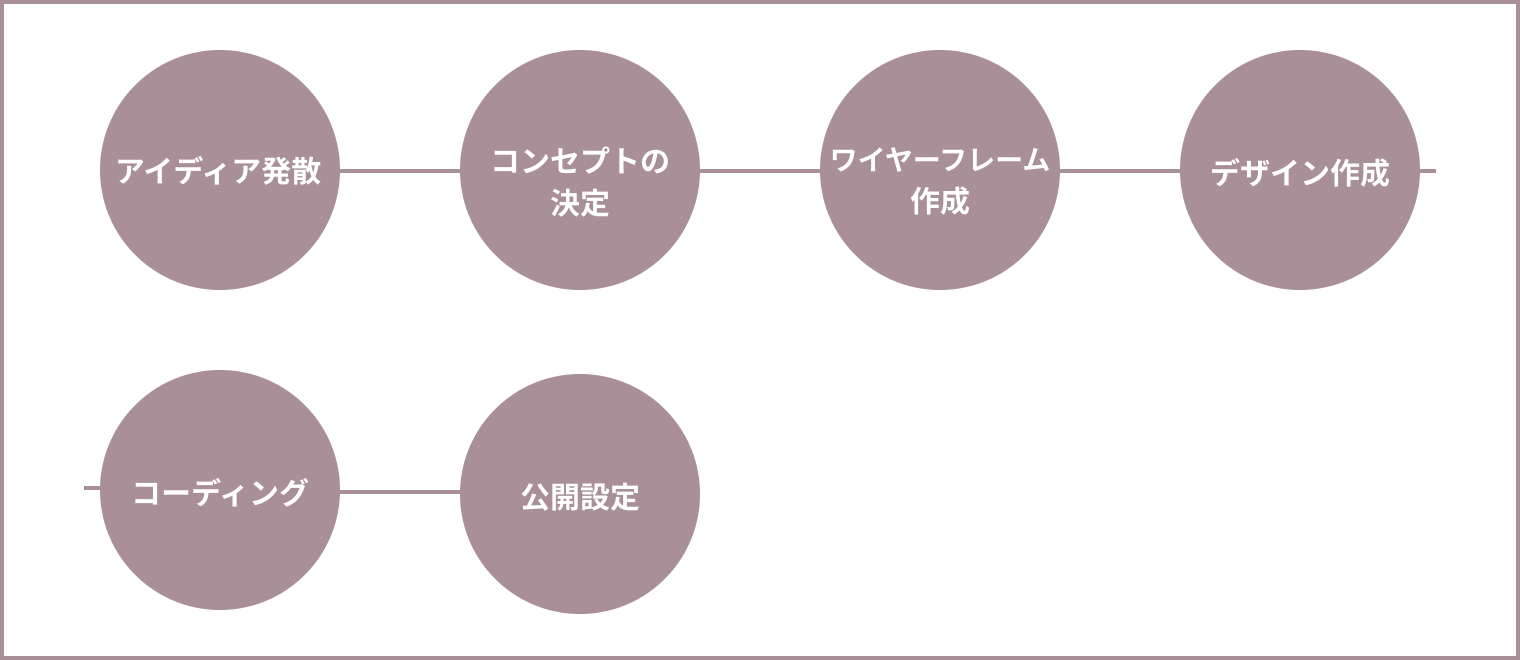 アイディア発散
コンセプトの
決定
ワイヤーフレーム
作成
デザイン作成
コーディング
公開設定